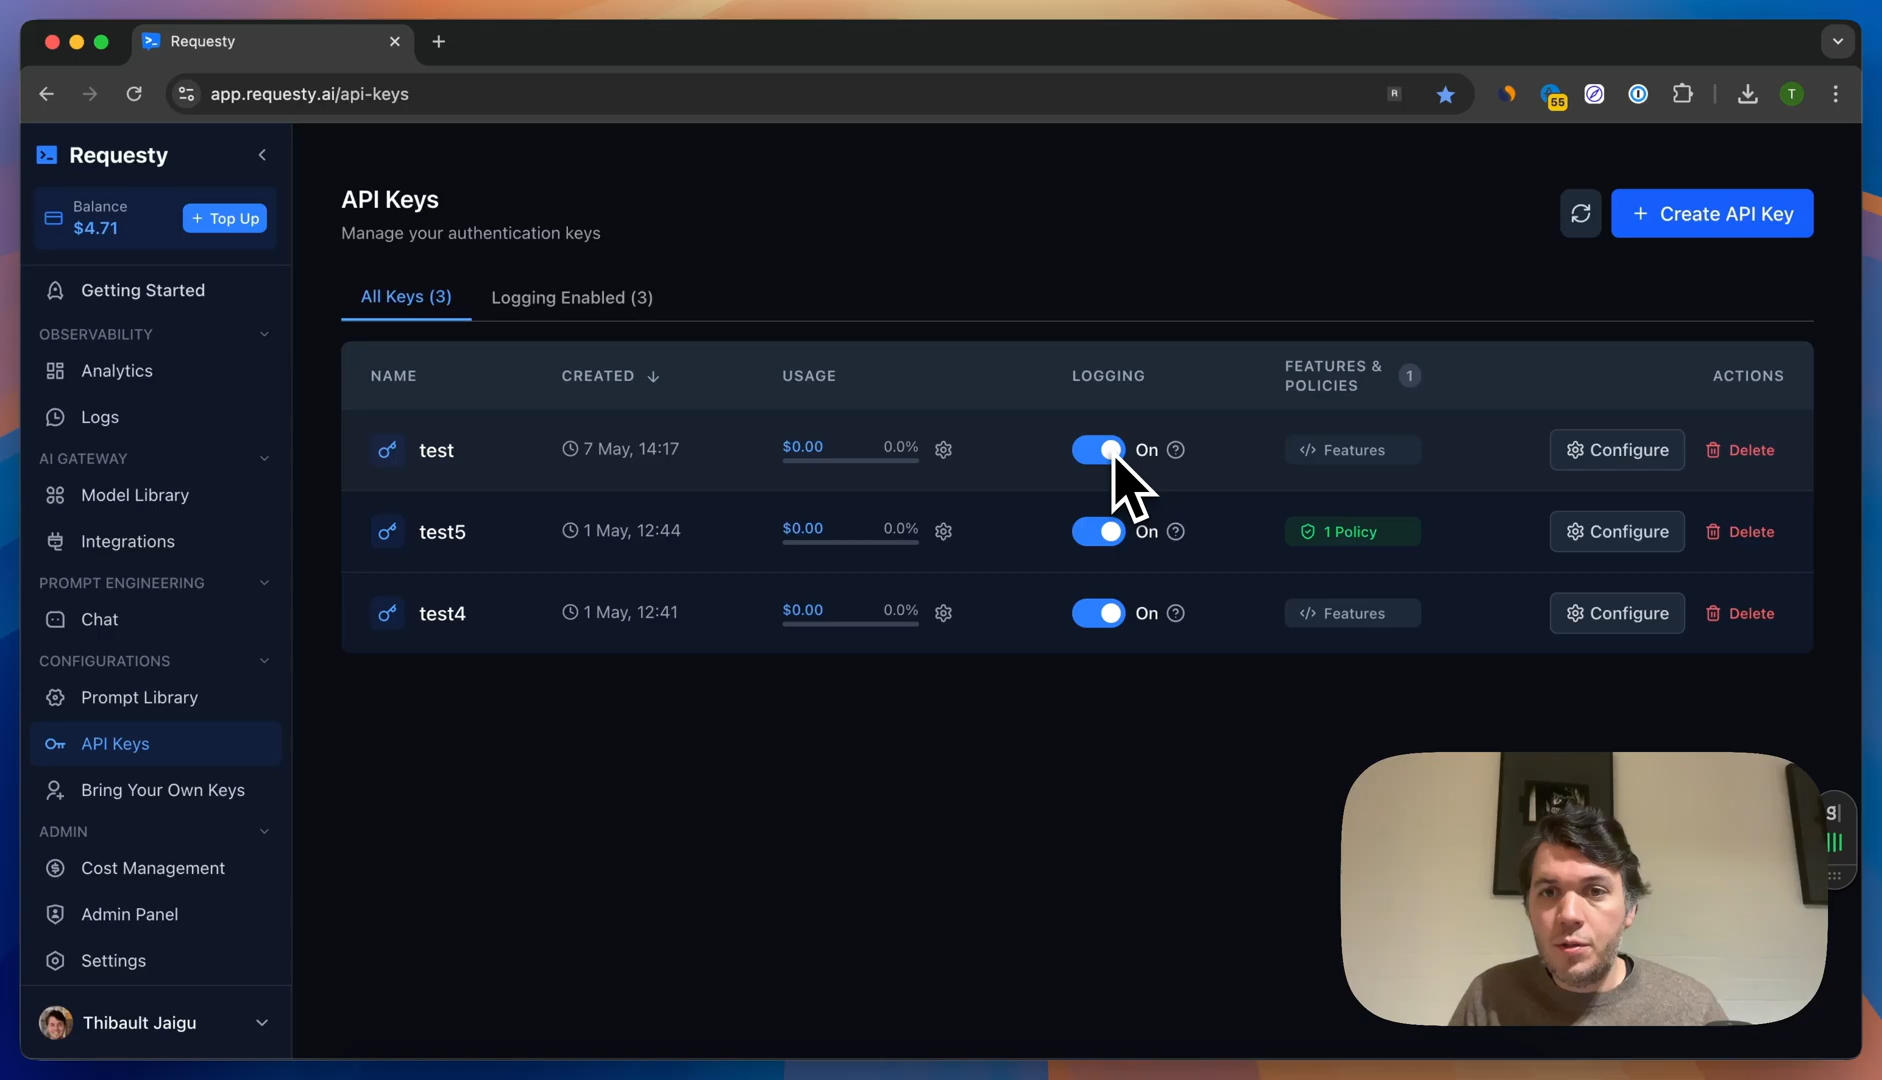 Requesty
app.requesty.ai/api-keys
R
55
T
Requesty
Balance
$4.71
+ Top Up
Getting Started
OBSERVABILITY
Analytics
Logs
AI GATEWAY
Model Library
Integrations
PROMPT ENGINEERING
Chat
CONFIGURATIONS
Prompt Library
API Keys
Bring Your Own Keys
ADMIN
Cost Management
Admin Panel
Settings
Thibault Jaigu
API Keys
Manage your authentication keys
+ Create API Key
All Keys (3) Logging Enabled (3)
NAME CREATED USAGE LOGGING FEATURES & POLICIES 1 ACTIONS
test 7 May, 14:17 $0.00 0.0% On Features Configure Delete
test5 1 May, 12:44 $0.00 0.0% On 1 Policy Configure Delete
test4 1 May, 12:41 $0.00 0.0% On Features Configure Delete
g|